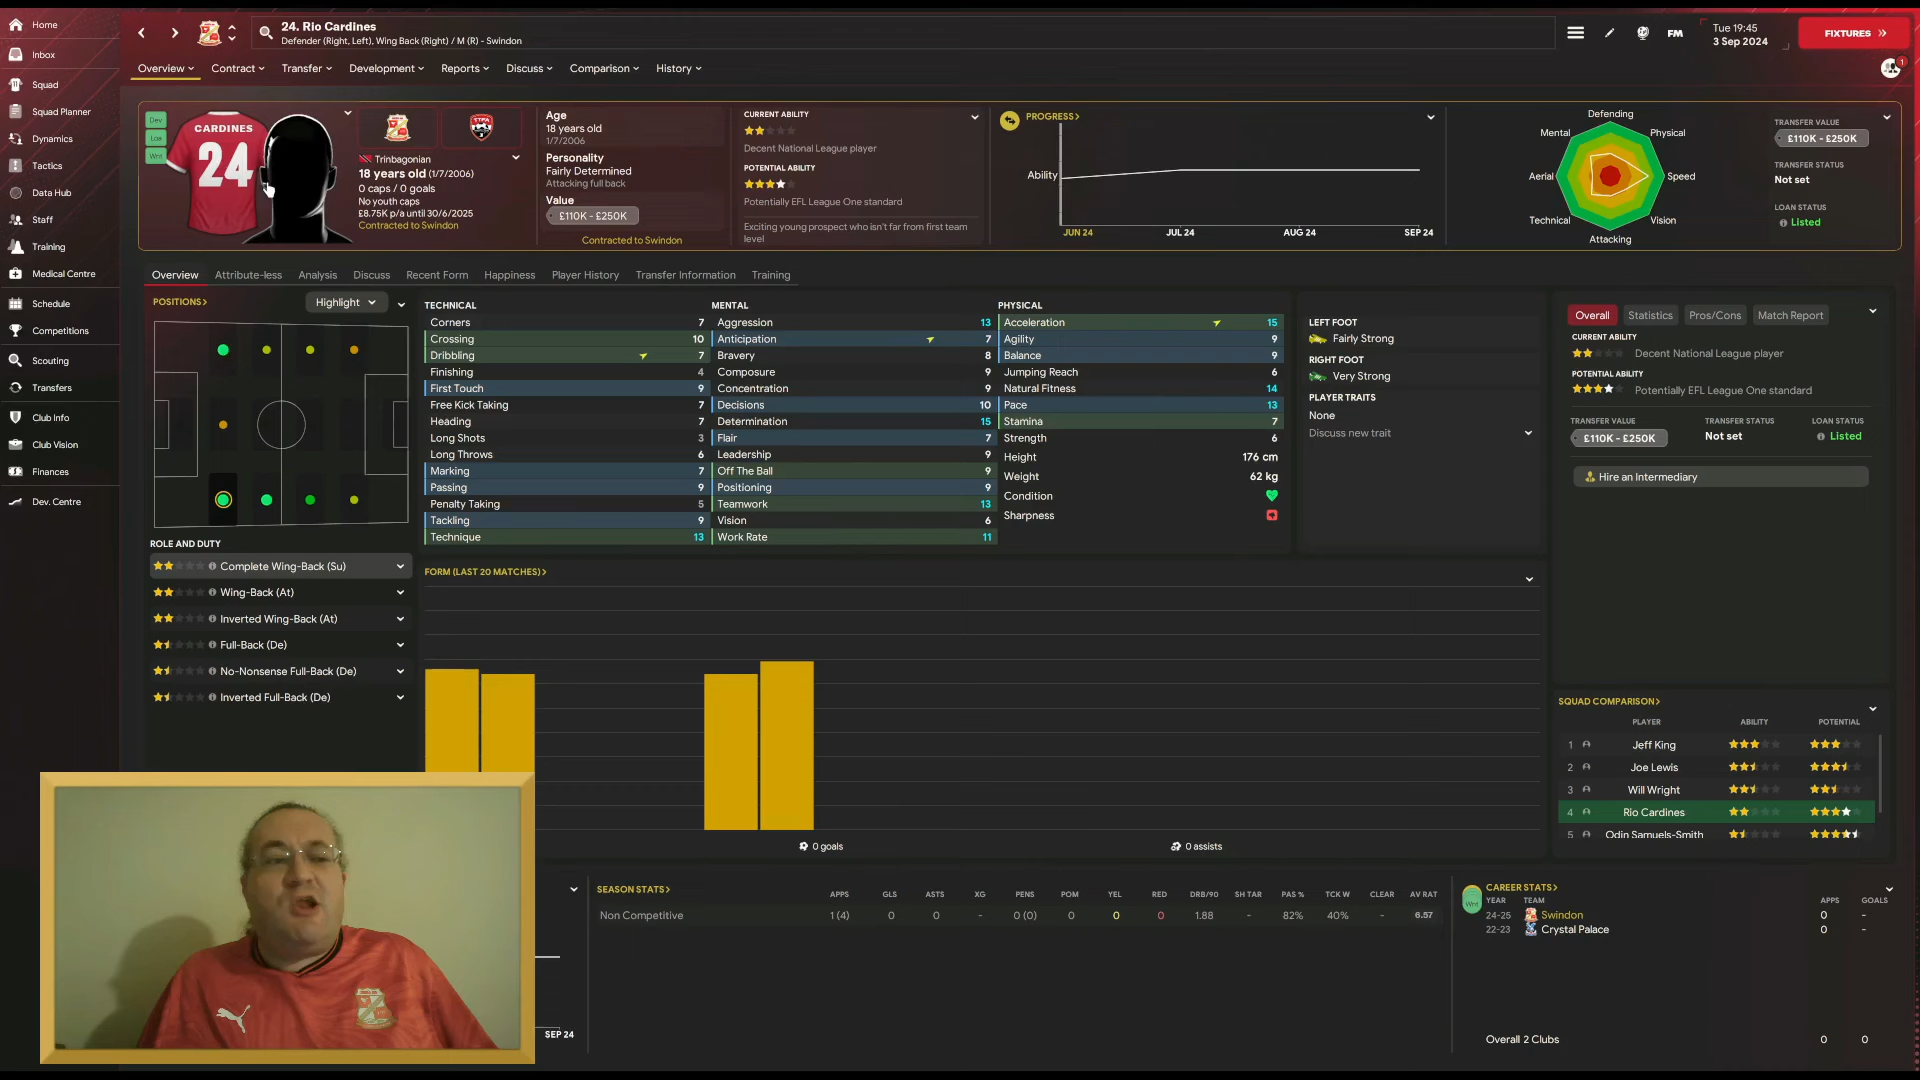 Home
Inbox
Squad
Squad Planner
Dynamics
Tactics
Data Hub
Staff
Training
Medical Centre
Schedule
Competitions
Scouting
Transfers
Club Info
Club Vision
Finances
Dev. Centre
24. Rio Cardines
Defender (Right, Left), Wing Back (Right) / M (R) - Swindon
FM
Tue 19:45
3 Sep 2024
FIXTURES
1
Overview Contract Transfer Development Reports Discuss Comparison History
Dev
Loa
Wnt
CARDINES
24
Trinbagonian
18 years old (1/7/2006)
0 caps / 0 goals
No youth caps
£8.75K p/a until 30/6/2025
Contracted to Swindon
Age
18 years old
1/7/2006
Personality
Fairly Determined
Attacking full back
Value
£110K - £250K
Contracted to Swindon
CURRENT ABILITY
Decent National League player
POTENTIAL ABILITY
Potentially EFL League One standard
Exciting young prospect who isn't far from first team
level
PROGRESS>
Ability
JUN 24 JUL 24 AUG 24 SEP 24
Defending
Mental Physical
Aerial Speed
Technical Vision
Attacking
TRANSFER VALUE
£110K - £250K
TRANSFER STATUS
Not set
LOAN STATUS
Listed
Overview Attribute-less Analysis Discuss Recent Form Happiness Player History Transfer Information Training
POSITIONS>
Highlight
ROLE AND DUTY
Complete Wing-Back (Su)
Wing-Back (At)
Inverted Wing-Back (At)
Full-Back (De)
No-Nonsense Full-Back (De)
Inverted Full-Back (De)
TECHNICAL
Corners 7
Crossing 10
Dribbling 7
Finishing 4
First Touch 9
Free Kick Taking 7
Heading 7
Long Shots 3
Long Throws 6
Marking 7
Passing 9
Penalty Taking 5
Tackling 9
Technique 13
MENTAL
Aggression 13
Anticipation 7
Bravery 8
Composure 9
Concentration 9
Decisions 10
Determination 15
Flair 7
Leadership 9
Off The Ball 9
Positioning 9
Teamwork 13
Vision 6
Work Rate 11
PHYSICAL
Acceleration 15
Agility 9
Balance 9
Jumping Reach 6
Natural Fitness 14
Pace 13
Stamina 7
Strength 6
Height 176 cm
Weight 62 kg
Condition
Sharpness
LEFT FOOT
Fairly Strong
RIGHT FOOT
Very Strong
PLAYER TRAITS
None
Discuss new trait
Overall Statistics Pros/Cons Match Report
CURRENT ABILITY
Decent National League player
POTENTIAL ABILITY
Potentially EFL League One standard
TRANSFER VALUE TRANSFER STATUS LOAN STATUS
£110K - £250K Not set Listed
Hire an Intermediary
FORM (LAST 20 MATCHES)>
0 goals 0 assists
SQUAD COMPARISON>
PLAYER ABILITY POTENTIAL
1 Jeff King
2 Joe Lewis
3 Will Wright
4 Rio Cardines
5 Odin Samuels-Smith
SEP 24
SEASON STATS>
APPS GLS ASTS XG PENS POM YEL RED DRB/90 SH TAR PAS % TCK W CLEAR AV RAT
Non Competitive 1 (4) 0 0 - 0 (0) 0 0 0 1.88 - 82% 40% - 6.57
Wnt
CAREER STATS>
YEAR TEAM APPS GOALS
24-25 Swindon 0 -
22-23 Crystal Palace 0 -
Overall 2 Clubs 0 0